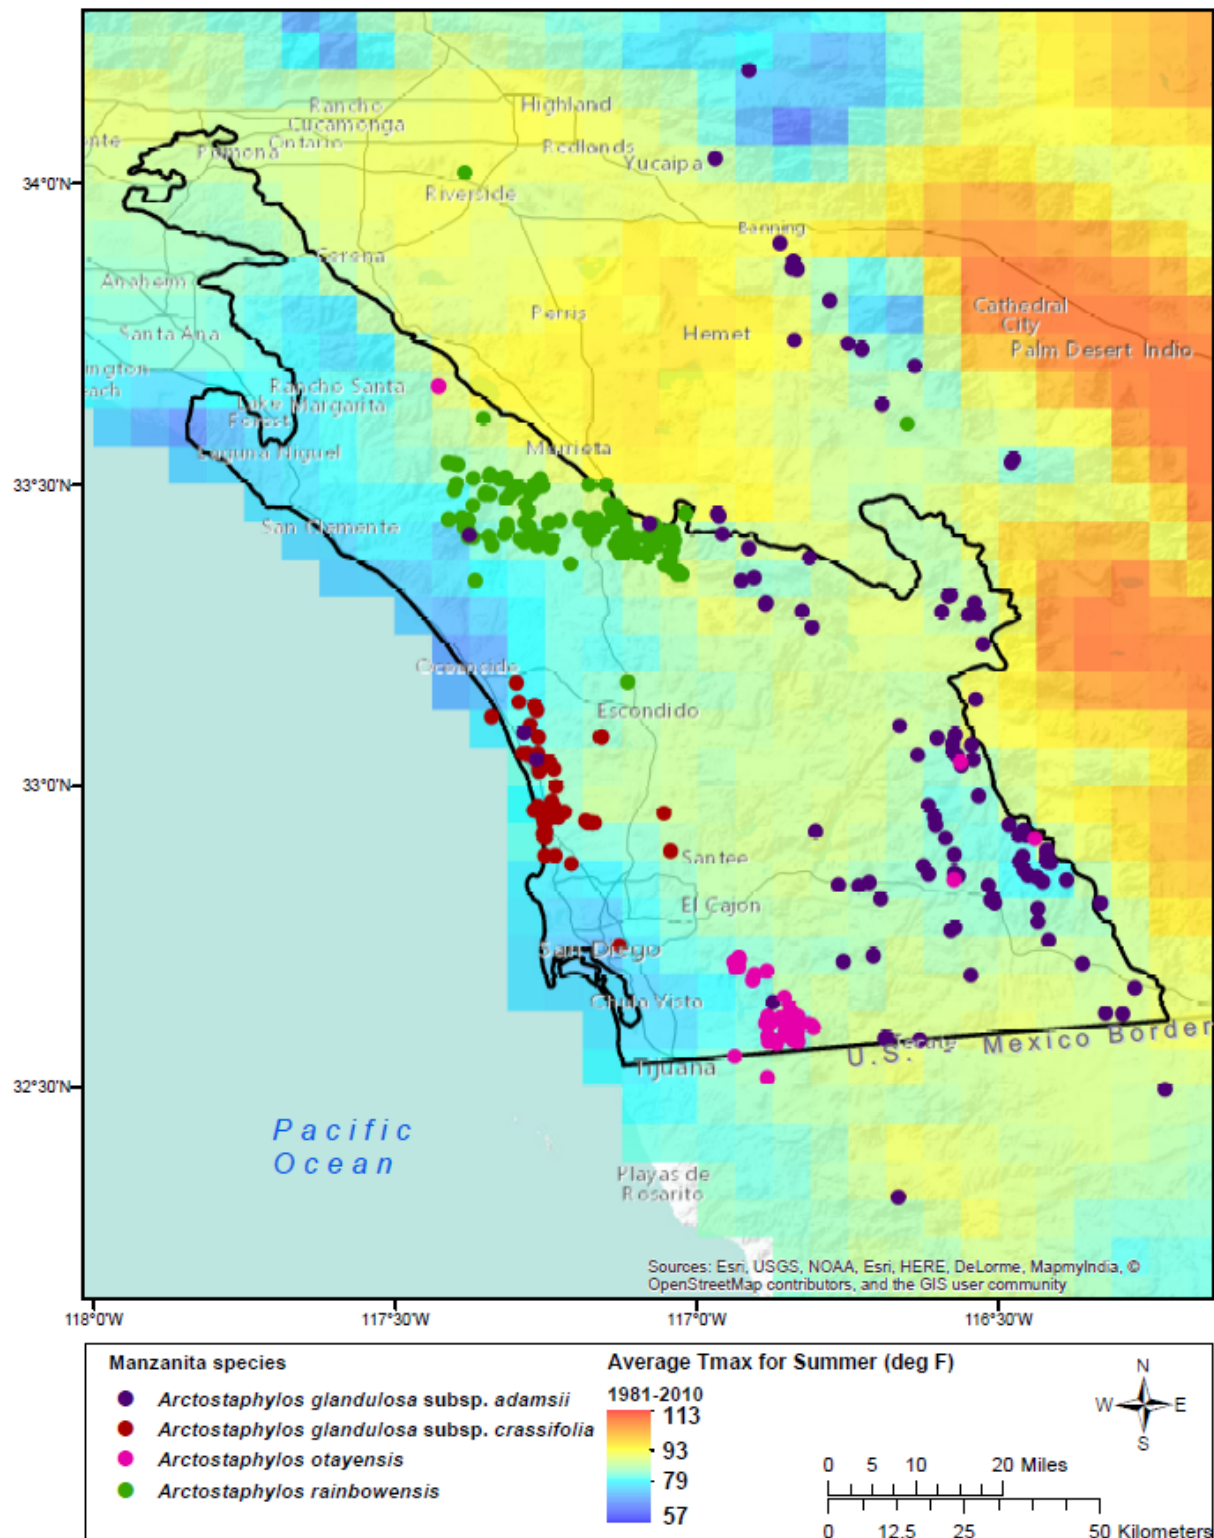 Rancho
Cucamonga
Highland
Ontario
Pomona
Redlands
Yucaipa
34°0'N
Riverside
Banning
Corona
Anaheim
Cathedral
City
Perris
Santa Ana
Hemet
Palm Desert Indio
Rancho Santa
Margarita
Lake
Forest
Murrieta
Laguna Niguel
33°30'N
San Clemente
Oceanside
Escondido
33°0'N
Santee
El Cajon
San Diego
Chula Vista
Tecate
U.S. Mexico Border
Tijuana
32°30'N
Pacific
Ocean
Playas de
Rosarito
Sources: Esri, USGS, NOAA, Esri, HERE, DeLorme, MapmyIndia, ©
OpenStreetMap contributors, and the GIS user community
118°0'W 117°30'W 117°0'W 116°30'W
Manzanita species
Arctostaphylos glandulosa subsp. adamsii
Arctostaphylos glandulosa subsp. crassifolia
Arctostaphylos otayensis
Arctostaphylos rainbowensis
Average Tmax for Summer (deg F)
1981-2010
113
93
79
57
N
W E
S
0 5 10 20 Miles
0 12.5 25 50 Kilometers